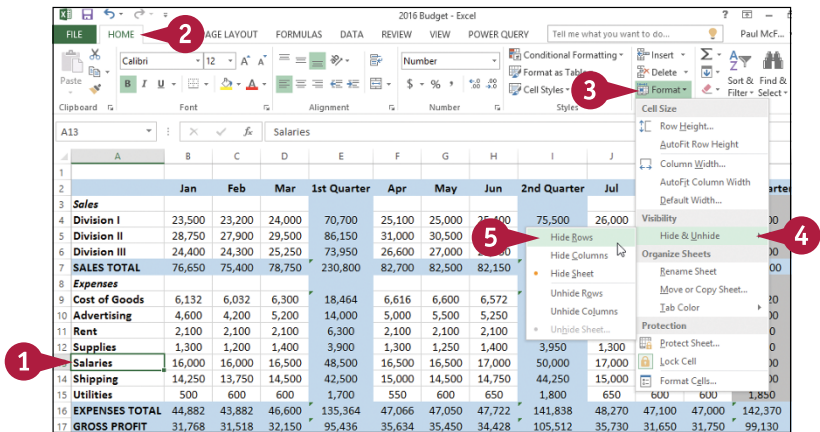 2016 Budget - Excel
FILE HOME 2 AGE LAYOUT FORMULAS DATA REVIEW VIEW POWER QUERY Tell me what you want to do... Paul McF...
Paste Calibri 12 Number Conditional Formatting Insert
B I U $ % , Format as Table Delete
Cell Styles 3 Format Sort & Filter Find & Select
Clipboard Font Alignment Number Styles
A13 fx Salaries
Cell Size
Row Height...
AutoFit Row Height
Column Width...
AutoFit Column Width
Default Width...
Visibility
Hide & Unhide 4
Organize Sheets
Rename Sheet
Move or Copy Sheet...
Tab Color
Protection
Protect Sheet...
Lock Cell
Format Cells...
5 Hide Rows
Hide Columns
Hide Sheet
Unhide Rows
Unhide Columns
Unhide Sheet...
A B C D E F G H I J
1
2 Jan Feb Mar 1st Quarter Apr May Jun 2nd Quarter Jul
3 Sales
4 Division I 23,500 23,200 24,000 70,700 25,100 25,000 75,500 26,000
5 Division II 28,750 27,900 29,500 86,150 31,000 30,500
6 Division III 24,400 24,300 25,250 73,950 26,600 27,000
7 SALES TOTAL 76,650 75,400 78,750 230,800 82,700 82,500 82,150
8 Expenses
9 Cost of Goods 6,132 6,032 6,300 18,464 6,616 6,600 6,572
10 Advertising 4,600 4,200 5,200 14,000 5,000 5,500 5,250
11 Rent 2,100 2,100 2,100 6,300 2,100 2,100 2,100
12 Supplies 1,300 1,200 1,400 3,900 1,300 1,250 1,400 3,950 1,300
1 Salaries 16,000 16,000 16,500 48,500 16,500 16,500 17,000 50,000 17,000
14 Shipping 14,250 13,750 14,500 42,500 15,000 14,500 14,750 44,250 15,000
15 Utilities 500 600 600 1,700 550 600 650 1,800 650 600 600 1,850
16 EXPENSES TOTAL 44,882 43,882 46,600 135,364 47,066 47,050 47,722 141,838 48,270 47,100 47,000 142,370
17 GROSS PROFIT 31,768 31,518 32,150 95,436 35,634 35,450 34,428 105,512 35,730 31,650 31,750 99,130